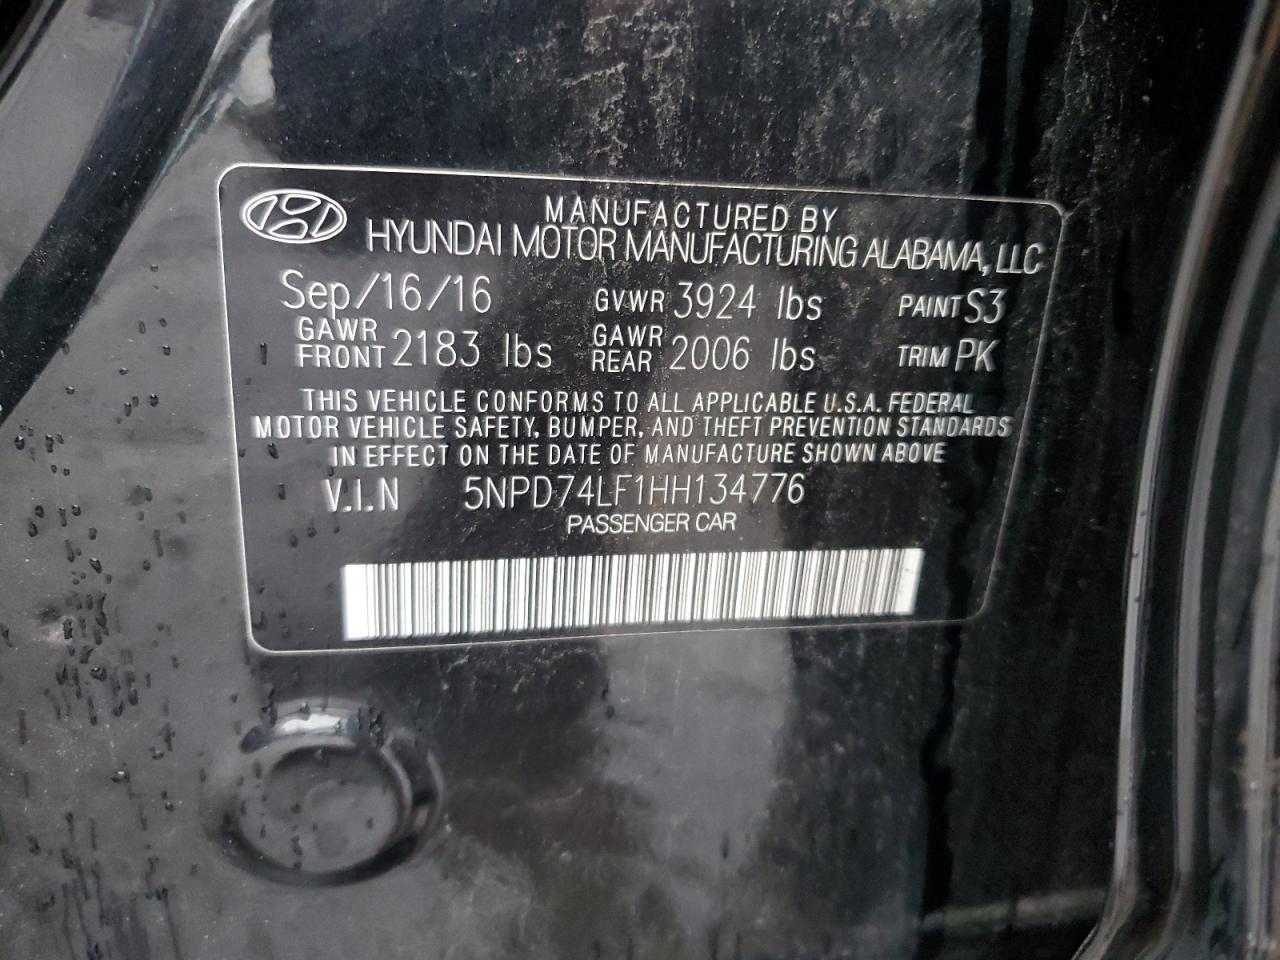 MANUFACTURED BY
HYUNDAI MOTOR MANUFACTURING ALABAMA, LLC
Sep/16/16 GVWR 3924 lbs PAINT S3
GAWR FRONT 2183 lbs GAWR REAR 2006 lbs TRIM PK
THIS VEHICLE CONFORMS TO ALL APPLICABLE U.S.A. FEDERAL
MOTOR VEHICLE SAFETY, BUMPER, AND THEFT PREVENTION STANDARDS
IN EFFECT ON THE DATE OF MANUFACTURE SHOWN ABOVE
V.I.N 5NPD74LF1HH134776
PASSENGER CAR